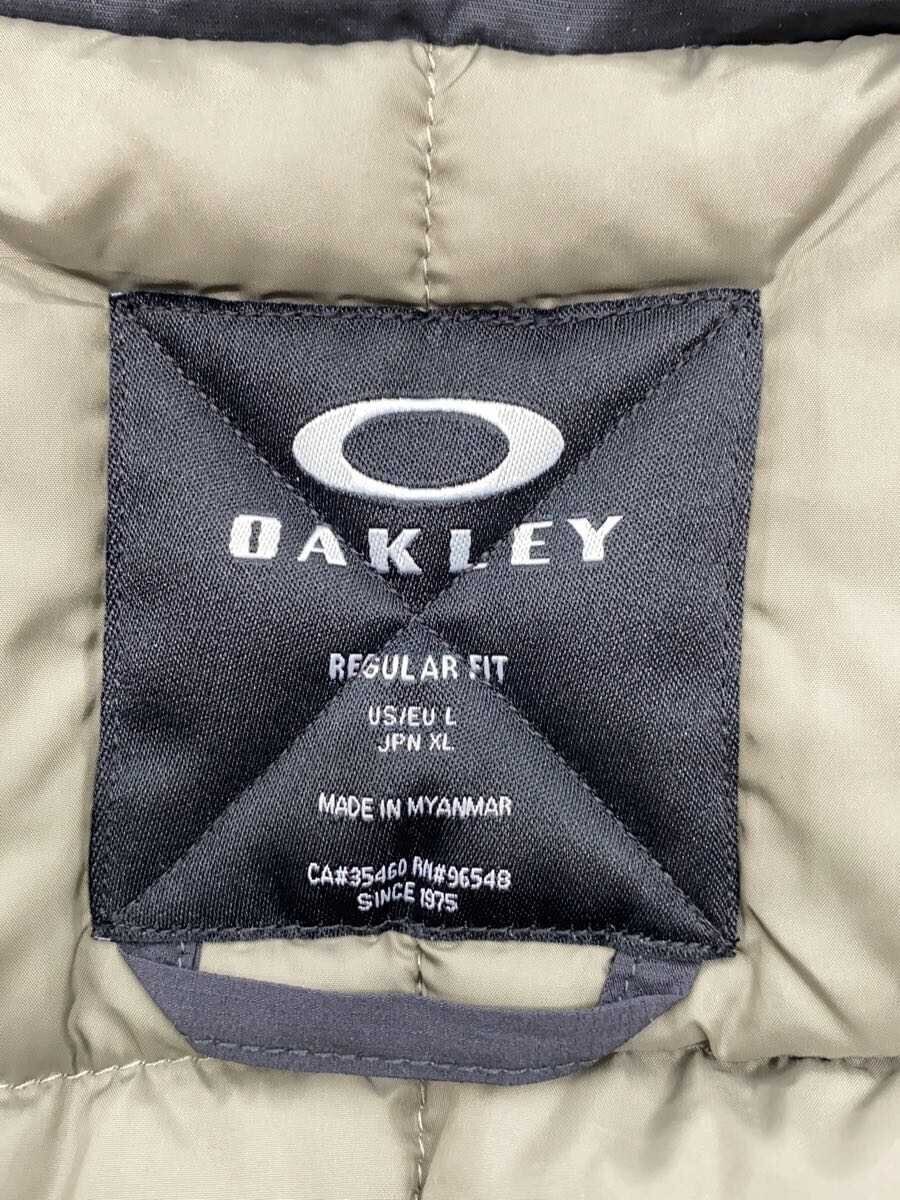 OAKLEY
REGULAR FIT
US/EU L
JPN XL
MADE IN MYANMAR
CA#35460 RN#96548
SINCE 1975